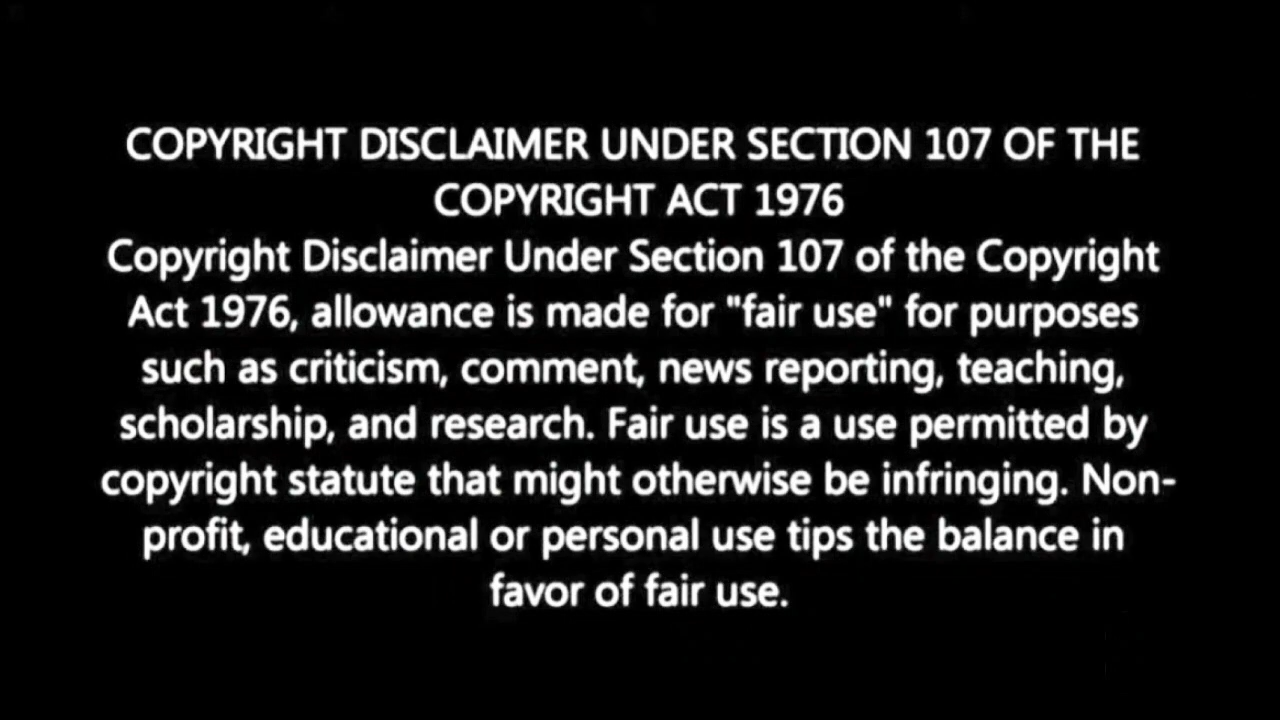 COPYRIGHT DISCLAIMER UNDER SECTION 107 OF THE
COPYRIGHT ACT 1976
Copyright Disclaimer Under Section 107 of the Copyright
Act 1976, allowance is made for "fair use" for purposes
such as criticism, comment, news reporting, teaching,
scholarship, and research. Fair use is a use permitted by
copyright statute that might otherwise be infringing. Non-
profit, educational or personal use tips the balance in
favor of fair use.